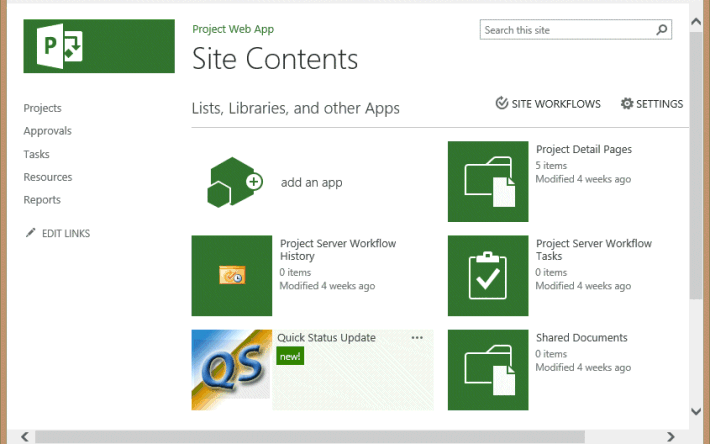 P
Project Web App
Search this site
Site Contents
Projects
Approvals
Tasks
Resources
Reports
EDIT LINKS
Lists, Libraries, and other Apps
SITE WORKFLOWS
SETTINGS
add an app
Project Detail Pages
5 items
Modified 4 weeks ago
Project Server Workflow
History
0 items
Modified 4 weeks ago
Project Server Workflow
Tasks
0 items
Modified 4 weeks ago
QS
Quick Status Update
...
new!
Shared Documents
0 items
Modified 4 weeks ago